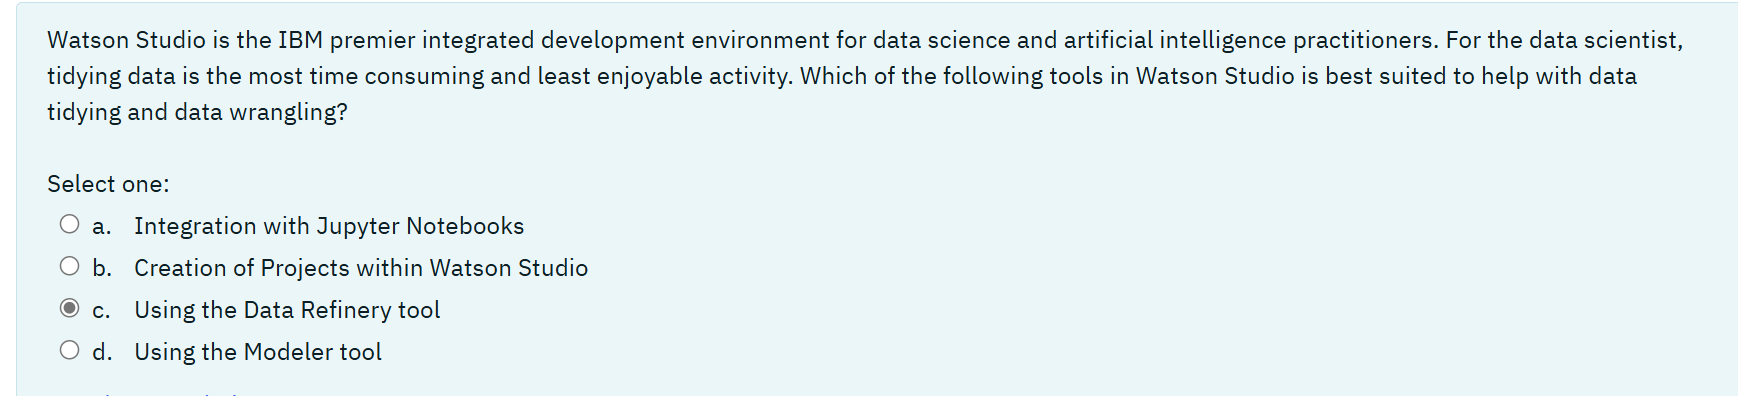 Watson Studio is the IBM premier integrated development environment for data science and artificial intelligence practitioners. For the data scientist,
tidying data is the most time consuming and least enjoyable activity. Which of the following tools in Watson Studio is best suited to help with data
tidying and data wrangling?
Select one:
a. Integration with Jupyter Notebooks
b. Creation of Projects within Watson Studio
c. Using the Data Refinery tool
d. Using the Modeler tool